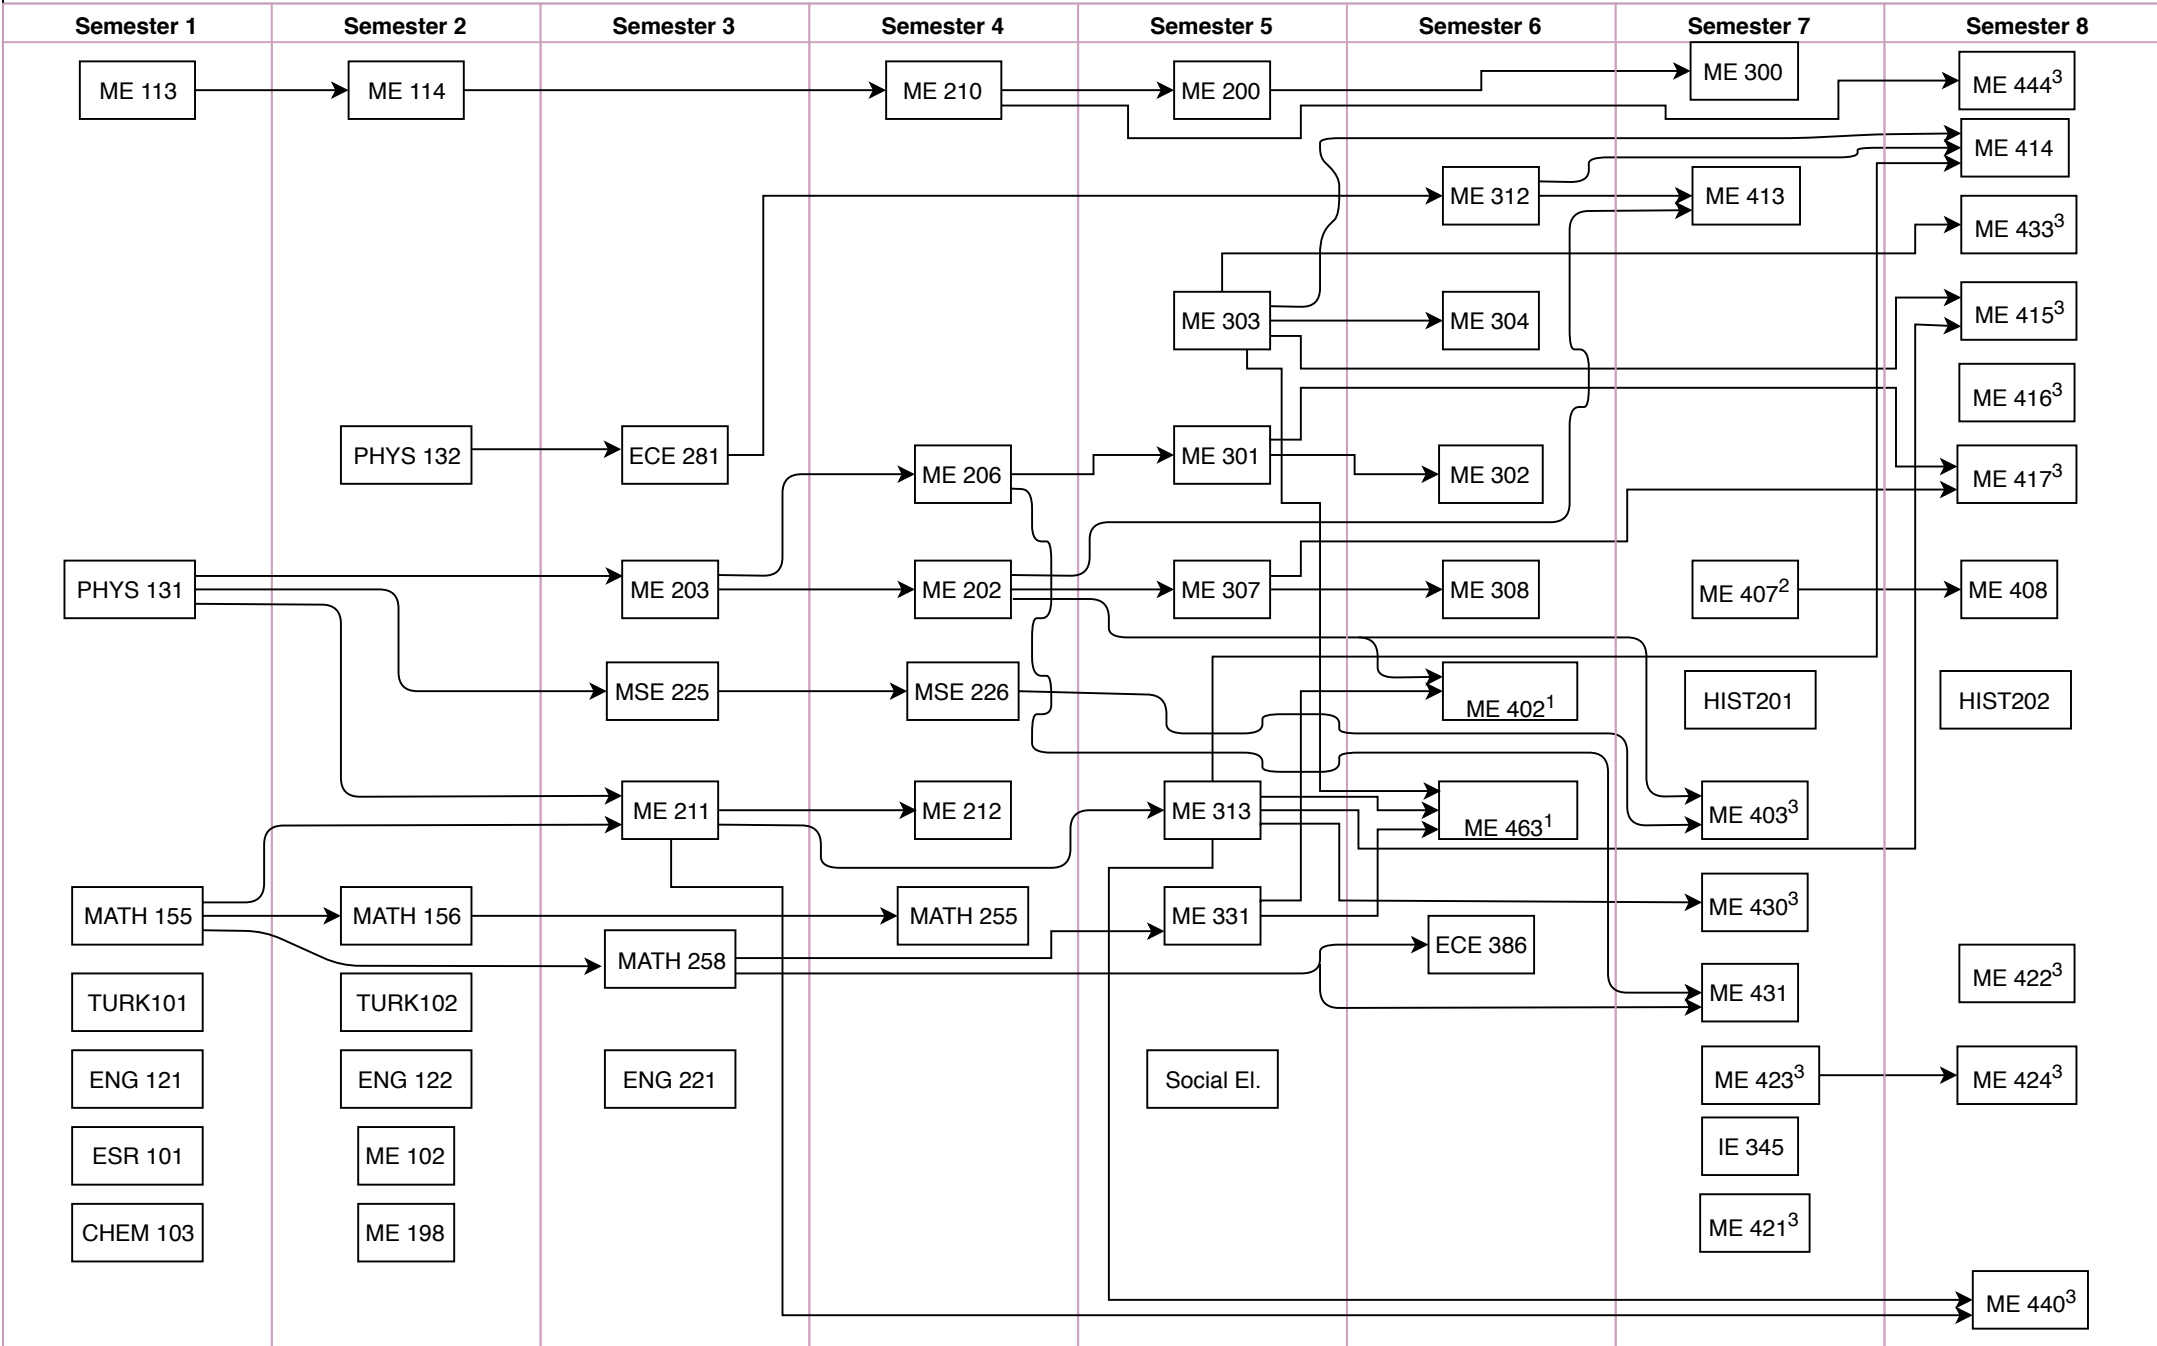 Semester 1
Semester 2
Semester 3
Semester 4
Semester 5
Semester 6
Semester 7
Semester 8
ME 113
ME 114
ME 210
ME 200
ME 300
ME 444³
ME 414
ME 312
ME 413
ME 433³
ME 303
ME 304
ME 415³
ME 416³
PHYS 132
ECE 281
ME 206
ME 301
ME 302
ME 417³
PHYS 131
ME 203
ME 202
ME 307
ME 308
ME 407²
ME 408
MSE 225
MSE 226
ME 402¹
HIST201
HIST202
ME 211
ME 212
ME 313
ME 463¹
ME 403³
MATH 155
MATH 156
MATH 258
MATH 255
ME 331
ECE 386
ME 430³
TURK101
TURK102
ME 431
ME 422³
ENG 121
ENG 122
ENG 221
Social El.
ME 423³
ME 424³
ESR 101
ME 102
IE 345
CHEM 103
ME 198
ME 421³
ME 440³